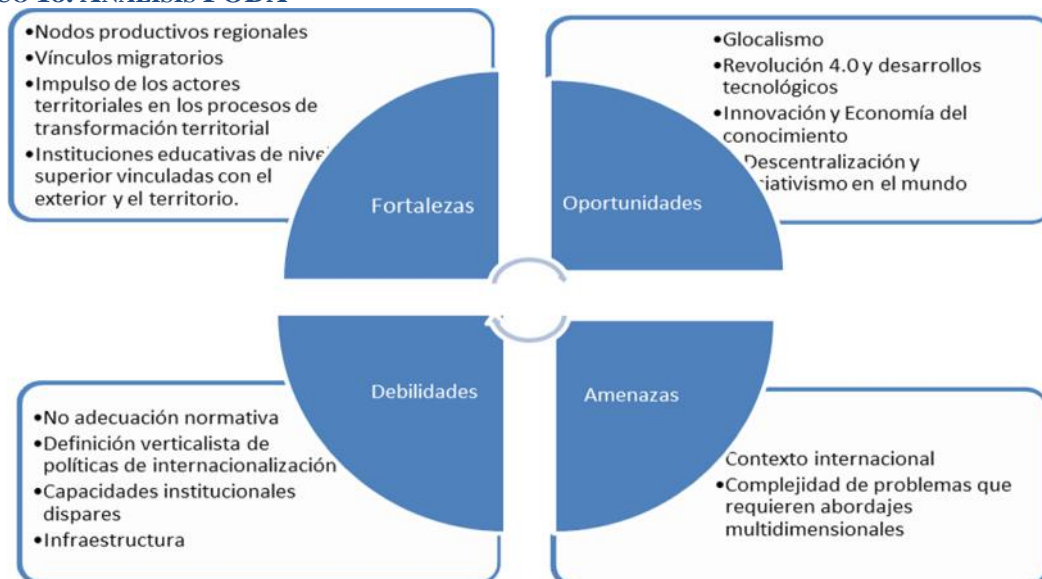 ANÁLISIS FODA
•Nodos productivos regionales
•Vínculos migratorios
•Impulso de los actores
territoriales en los procesos de
transformación territorial
•Instituciones educativas de
superior vinculadas con el
exterior y el territorio.
Fortalezas
•Glocalismo
•Revolución 4.0 y desarrollos
tecnológicos
•Innovación y Economía del
conocimiento
Descentralización y
en el mundo
Oportunidades
Debilidades
•No adecuación normativa
•Definición verticalista de
políticas de internacionalización
•Capacidades institucionales
dispares
•Infraestructura
Amenazas
Contexto internacional
•Complejidad de problemas que
requieren abordajes
multidimensionales